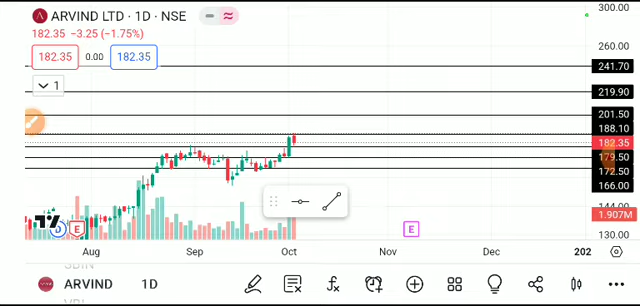 ARVIND LTD · 1D · NSE
182.35 −3.25 (−1.75%)
182.35 0.00 182.35
1
300.00
260.00
241.70
219.90
201.50
188.10
182.35
179.50
172.50
166.00
144.00
1.907M
130.00
D E E
Aug Sep Oct Nov Dec 202
SBIN
ARVIND 1D
VBL